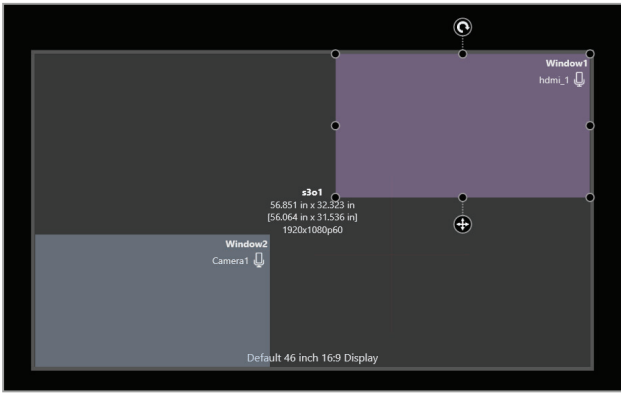 Window1
hdmi_1
s3o1
56.851 in x 32.323 in
[56.064 in x 31.536 in]
1920x1080p60
Window2
Camera1
Default 46 inch 16:9 Display